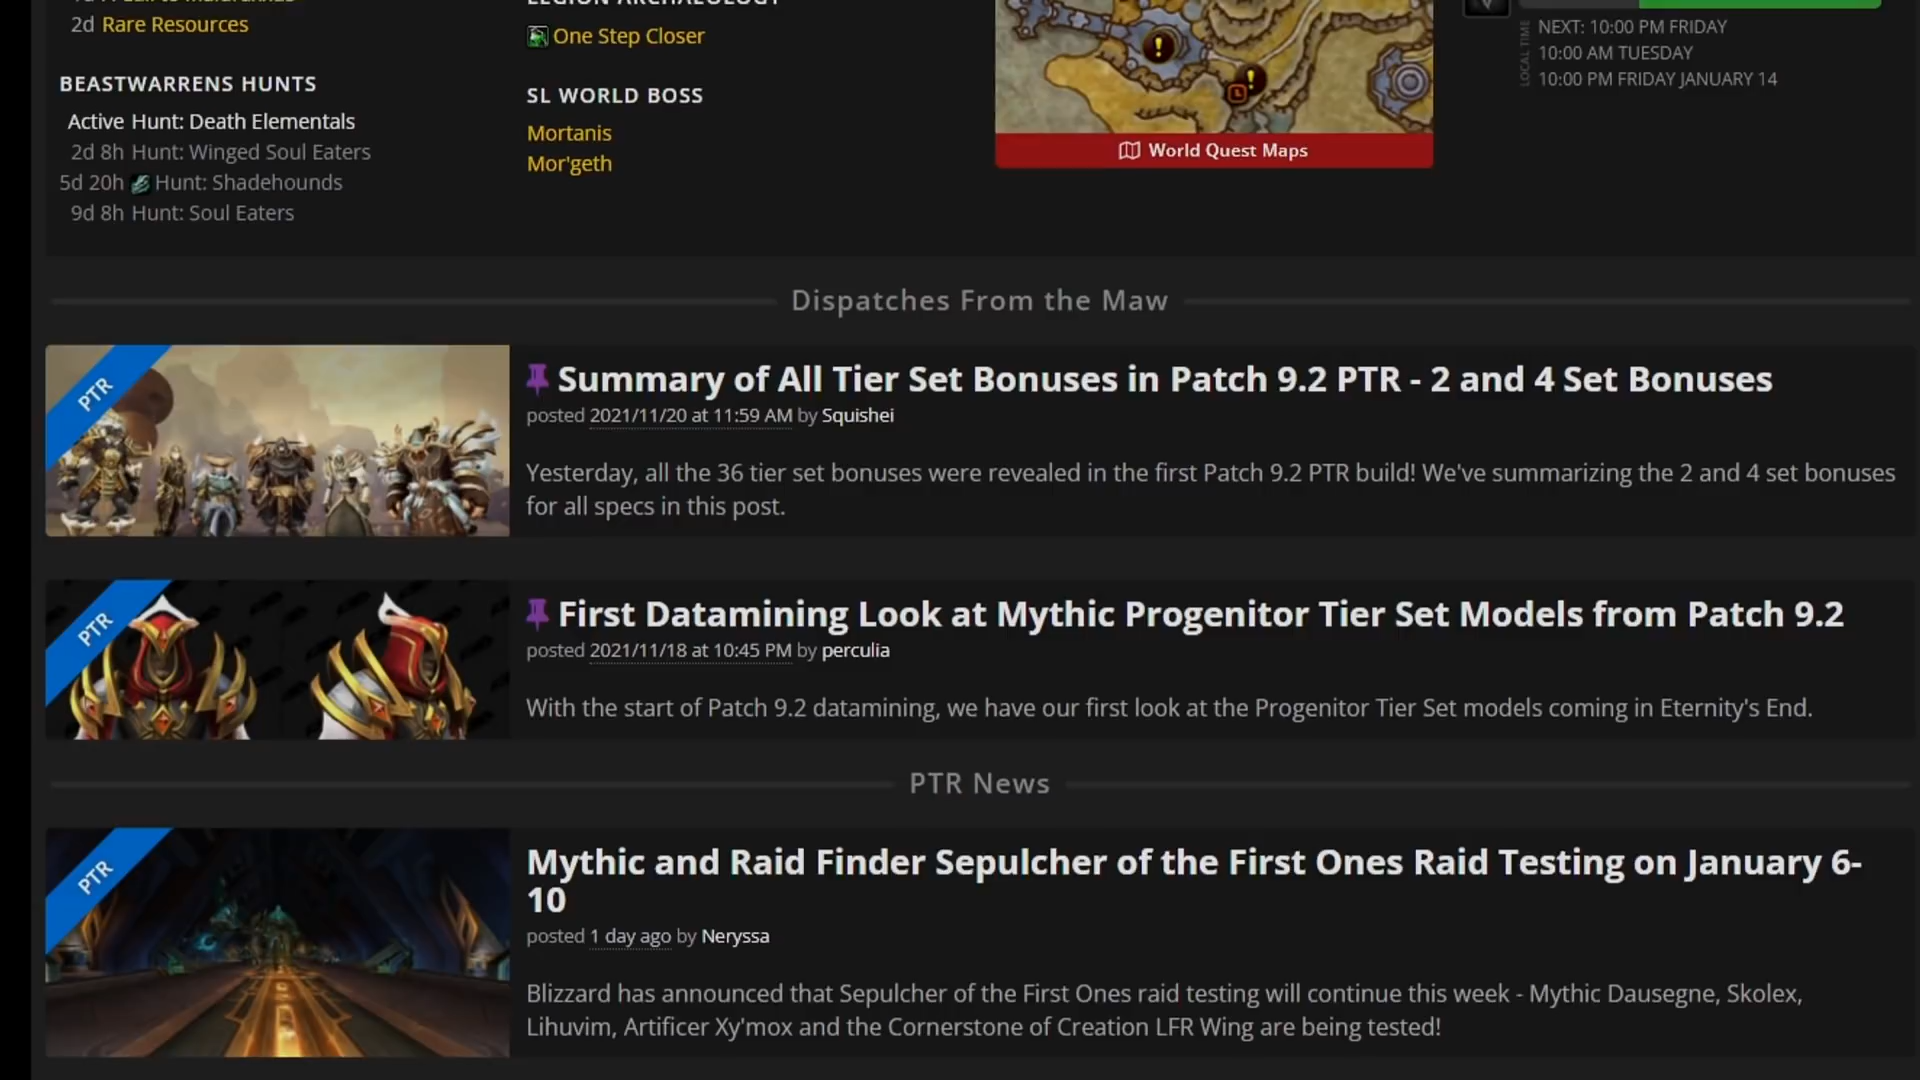 2d Rare Resources
BEASTWARRENS HUNTS
Active Hunt: Death Elementals
2d 8h Hunt: Winged Soul Eaters
5d 20h Hunt: Shadehounds
9d 8h Hunt: Soul Eaters
LEGION ARCHAEOLOGY
One Step Closer
SL WORLD BOSS
Mortanis
Mor'geth
World Quest Maps
LOCAL TIME
NEXT: 10:00 PM FRIDAY
10:00 AM TUESDAY
10:00 PM FRIDAY JANUARY 14
Dispatches From the Maw
PTR
Summary of All Tier Set Bonuses in Patch 9.2 PTR - 2 and 4 Set Bonuses
posted 2021/11/20 at 11:59 AM by Squishei
Yesterday, all the 36 tier set bonuses were revealed in the first Patch 9.2 PTR build! We've summarizing the 2 and 4 set bonuses
for all specs in this post.
PTR
First Datamining Look at Mythic Progenitor Tier Set Models from Patch 9.2
posted 2021/11/18 at 10:45 PM by perculia
With the start of Patch 9.2 datamining, we have our first look at the Progenitor Tier Set models coming in Eternity's End.
PTR News
PTR
Mythic and Raid Finder Sepulcher of the First Ones Raid Testing on January 6-
10
posted 1 day ago by Neryssa
Blizzard has announced that Sepulcher of the First Ones raid testing will continue this week - Mythic Dausegne, Skolex,
Lihuvim, Artificer Xy'mox and the Cornerstone of Creation LFR Wing are being tested!